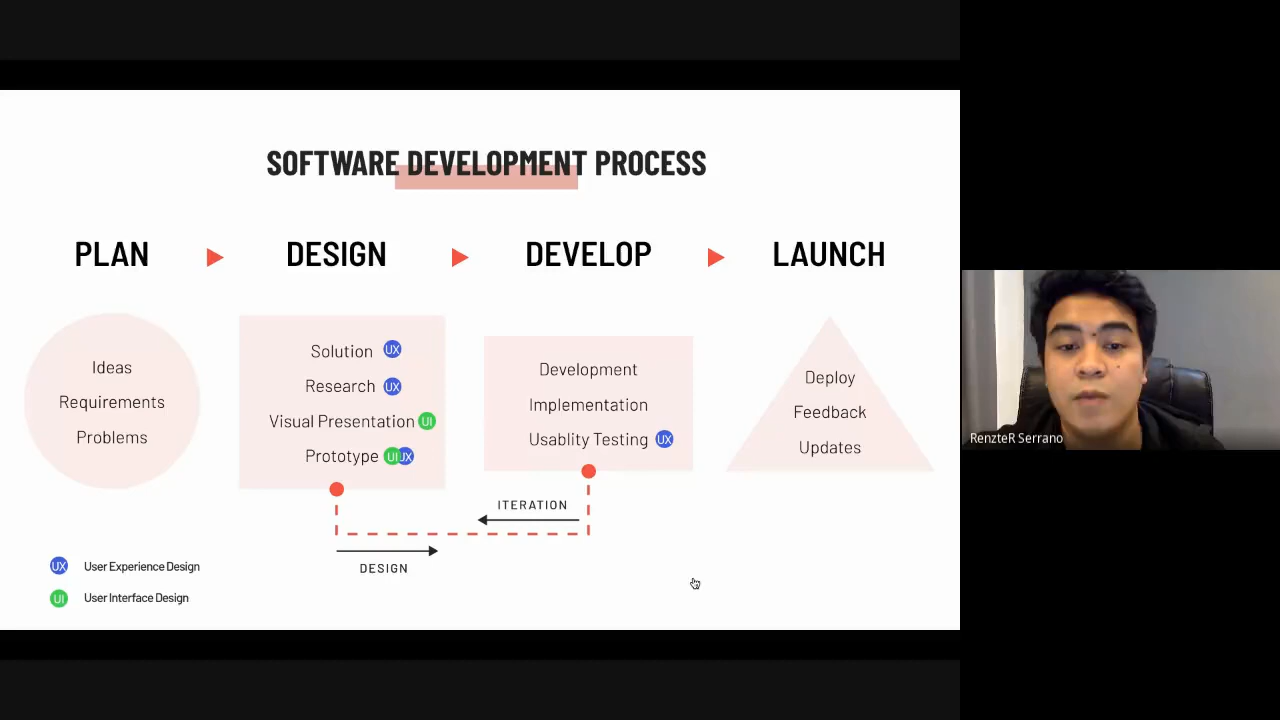 SOFTWARE DEVELOPMENT PROCESS
PLAN
DESIGN
DEVELOP
LAUNCH
Ideas
Requirements
Problems
Solution UX
Research UX
Visual Presentation UI
Prototype UI UX
Development
Implementation
Usablity Testing UX
Deploy
Feedback
Updates
ITERATION
DESIGN
UX User Experience Design
UI User Interface Design
RenzteR Serrano